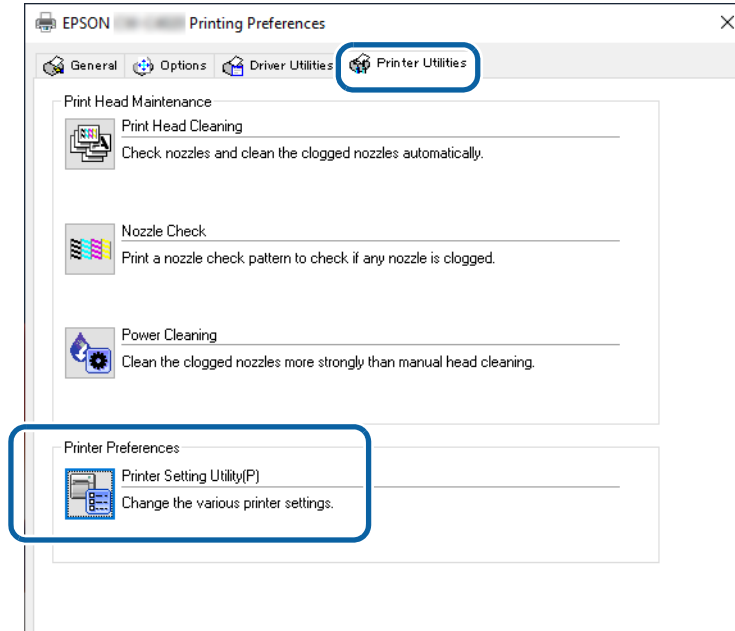 EPSON Printing Preferences
General Options Driver Utilities Printer Utilities
Print Head Maintenance
Print Head Cleaning
Check nozzles and clean the clogged nozzles automatically.
Nozzle Check
Print a nozzle check pattern to check if any nozzle is clogged.
Power Cleaning
Clean the clogged nozzles more strongly than manual head cleaning.
Printer Preferences
Printer Setting Utility(P)
Change the various printer settings.